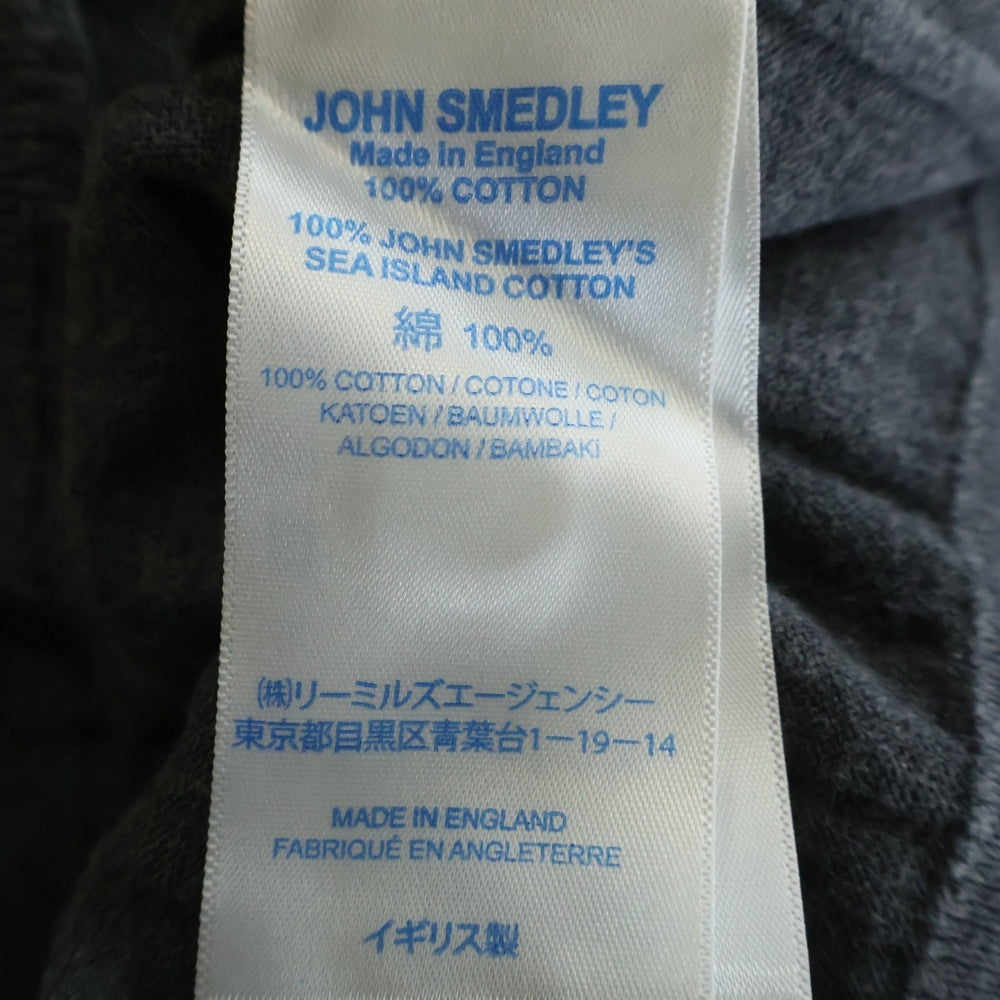 JOHN SMEDLEY
Made in England
100% COTTON
100% JOHN SMEDLEY'S
SEA ISLAND COTTON
綿 100%
100% COTTON / COTONE / COTON
KATOEN / BAUMWOLLE /
ALGODON / BAMBAKI
㈱リーミルズエージェンシー
東京都目黒区青葉台1－19－14
MADE IN ENGLAND
FABRIQUÉ EN ANGLETERRE
イギリス製